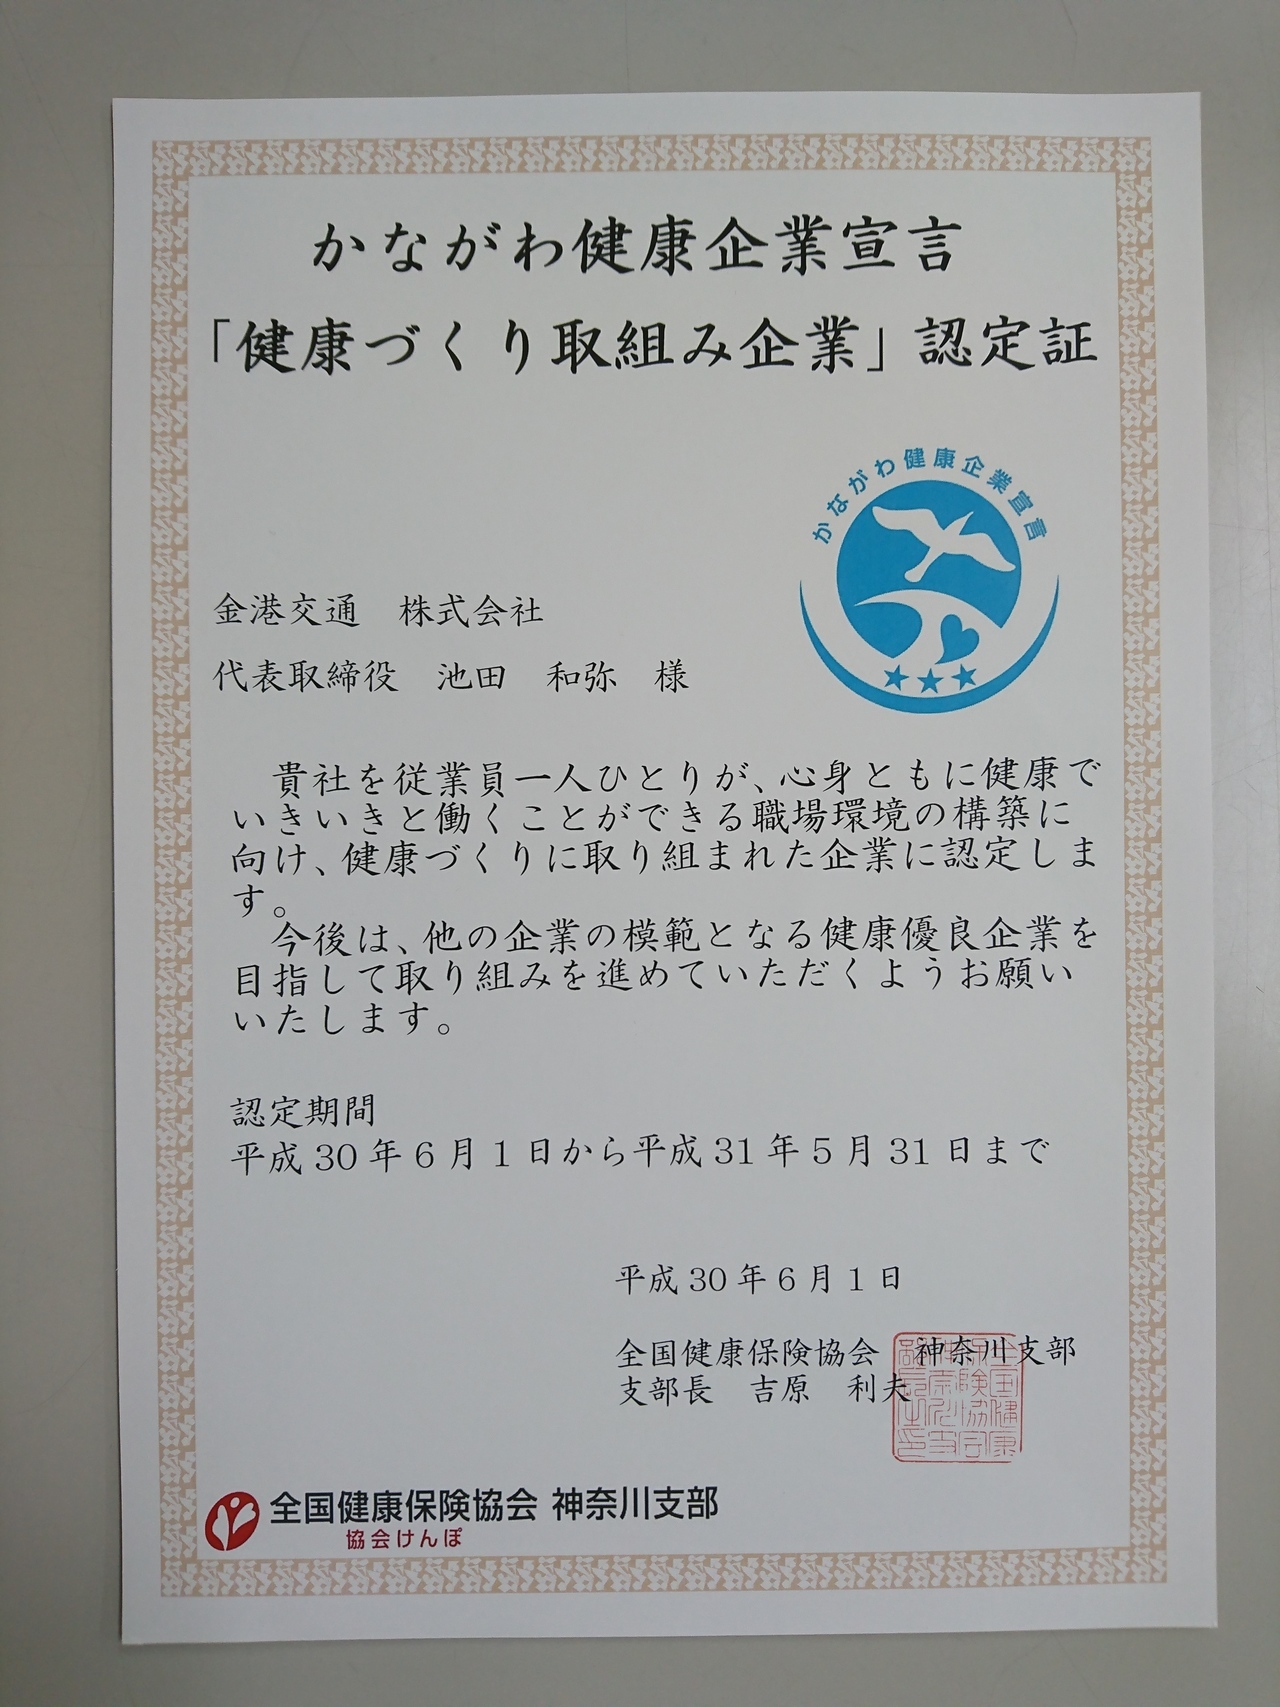 かながわ健康企業宣言
「健康づくり取組み企業」認定証
かながわ健康企業宣言
金港交通　株式会社
代表取締役　池田　和弥　様
貴社を従業員一人ひとりが、心身ともに健康で
いきいきと働くことができる職場環境の構築に
向け、健康づくりに取り組まれた企業に認定しま
す。
今後は、他の企業の模範となる健康優良企業を
目指して取り組みを進めていただくようお願い
いたします。
認定期間
平成30年6月1日から平成31年5月31日まで
平成30年6月1日
全国健康保険協会　神奈川支部
支部長　吉原　利夫
全国健康保険協会 神奈川支部
協会けんぽ